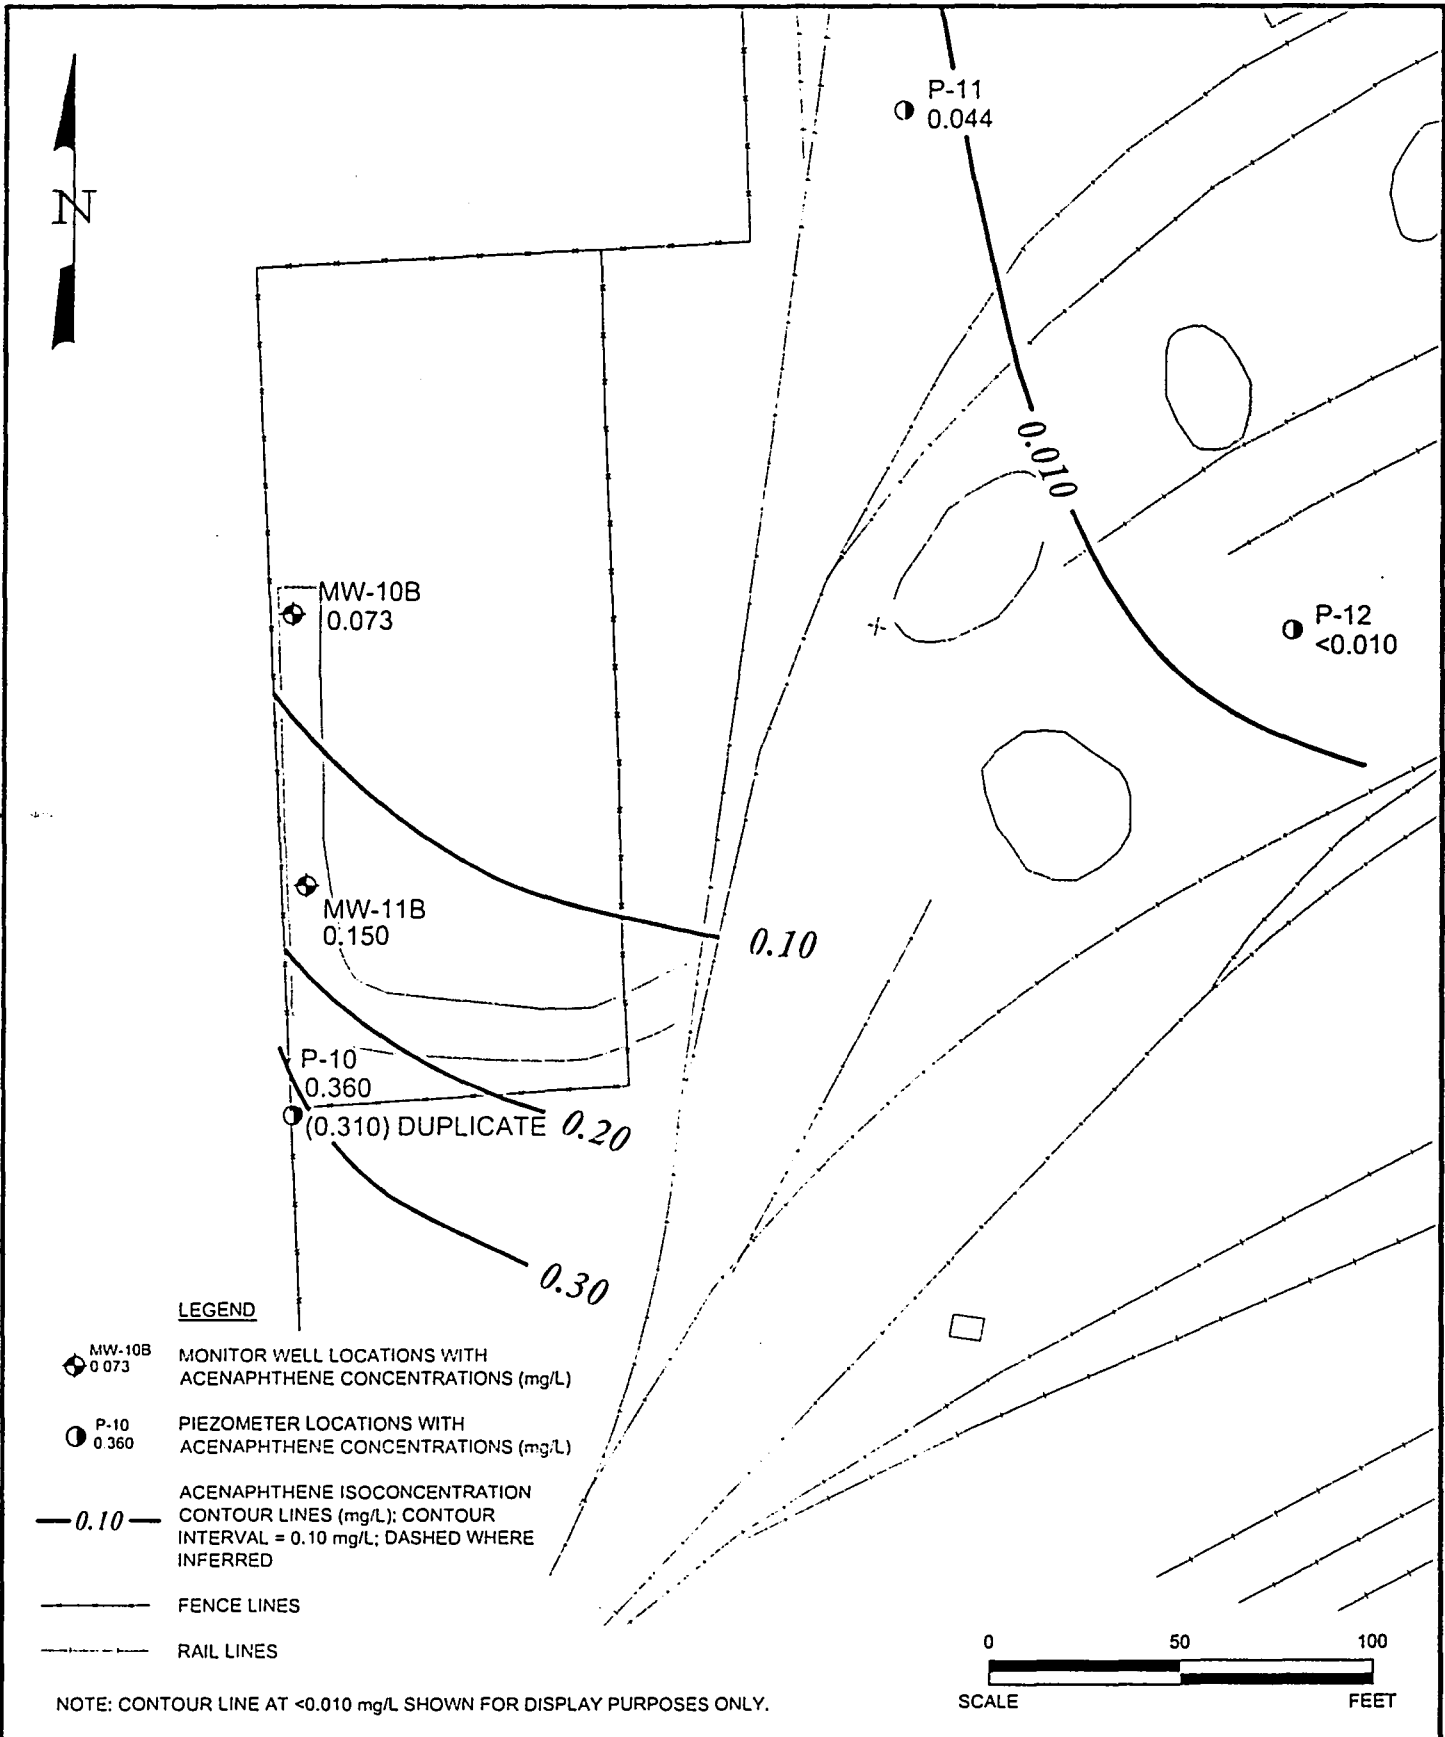 P-11
0.044
N
0.010
MW-10B
0.073
P-12
<0.010
MW-11B
0.150
0.10
P-10
0.360
(0.310) DUPLICATE
0.20
0.30
LEGEND
MW-10B
0 073
MONITOR WELL LOCATIONS WITH
ACENAPHTHENE CONCENTRATIONS (mg/L)
P-10
0.360
PIEZOMETER LOCATIONS WITH
ACENAPHTHENE CONCENTRATIONS (mg/L)
0.10
ACENAPHTHENE ISOCONCENTRATION
CONTOUR LINES (mg/L); CONTOUR
INTERVAL = 0.10 mg/L; DASHED WHERE
INFERRED
FENCE LINES
RAIL LINES
0 50 100
SCALE FEET
NOTE: CONTOUR LINE AT <0.010 mg/L SHOWN FOR DISPLAY PURPOSES ONLY.